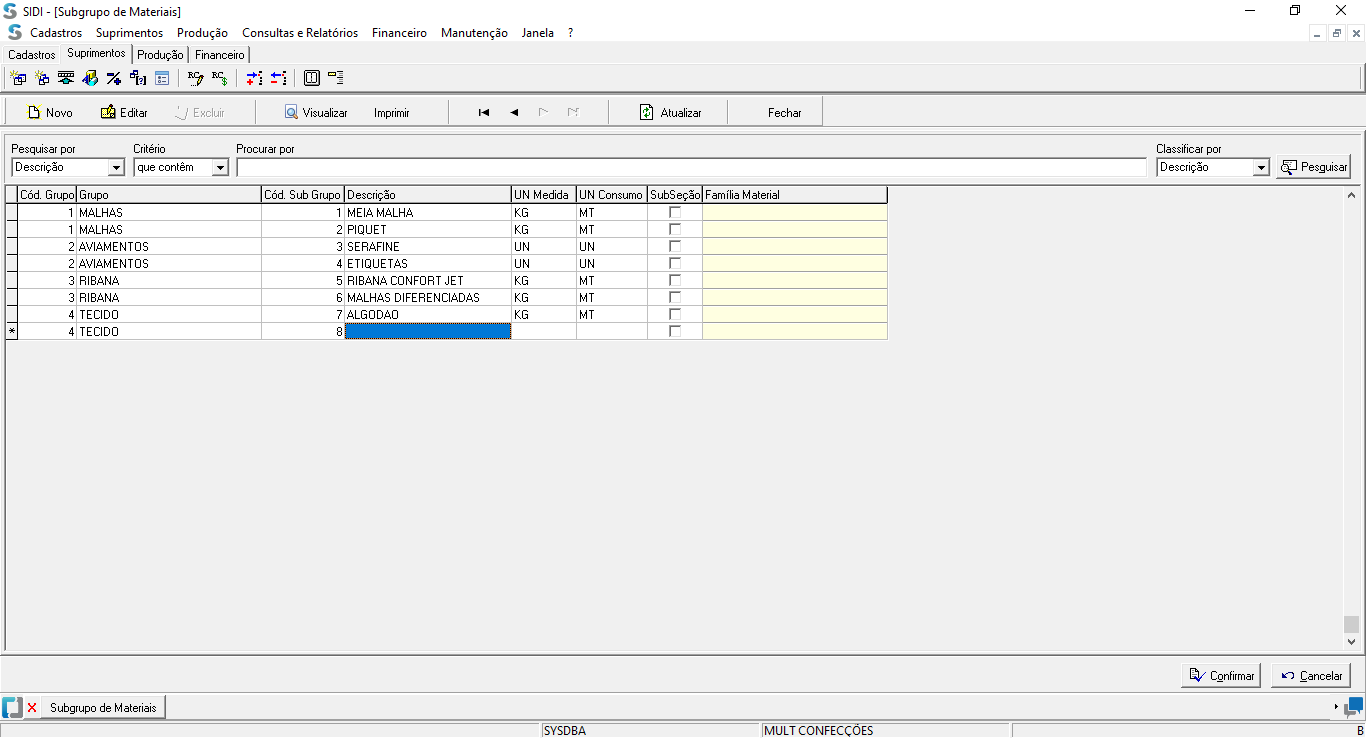 SIDI - [Subgrupo de Materiais]
Cadastros Suprimentos Produção Consultas e Relatórios Financeiro Manutenção Janela ?
Cadastros Suprimentos Produção Financeiro
Novo Editar Excluir Visualizar Imprimir Atualizar Fechar
Pesquisar por Critério Procurar por Classificar por
Descrição que contêm Descrição Pesquisar
Cód. Grupo Grupo Cód. Sub Grupo Descrição UN Medida UN Consumo SubSeção Família Material
1 MALHAS 1 MEIA MALHA KG MT
1 MALHAS 2 PIQUET KG MT
2 AVIAMENTOS 3 SERAFINE UN UN
2 AVIAMENTOS 4 ETIQUETAS UN UN
3 RIBANA 5 RIBANA CONFORT JET KG MT
3 RIBANA 6 MALHAS DIFERENCIADAS KG MT
4 TECIDO 7 ALGODAO KG MT
* 4 TECIDO 8
Confirmar Cancelar
Subgrupo de Materiais
SYSDBA MULT CONFECÇÕES B